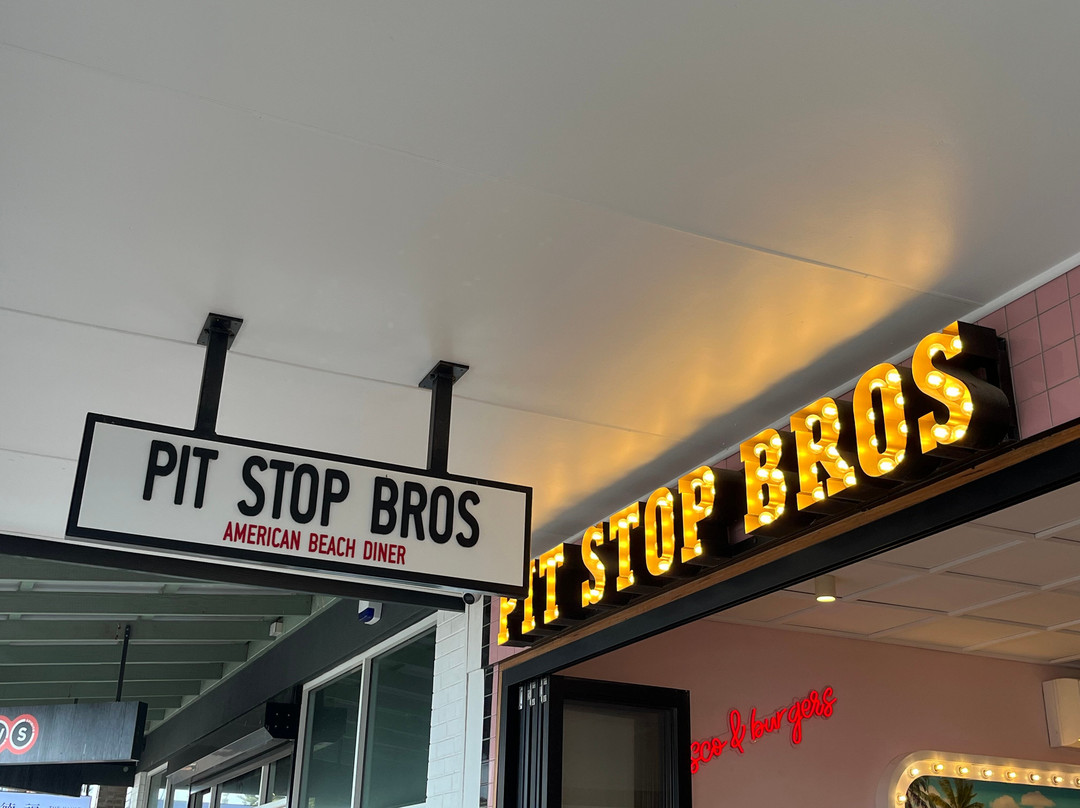 PIT STOP BROS
AMERICAN BEACH DINER
PIT STOP BROS
& burgers